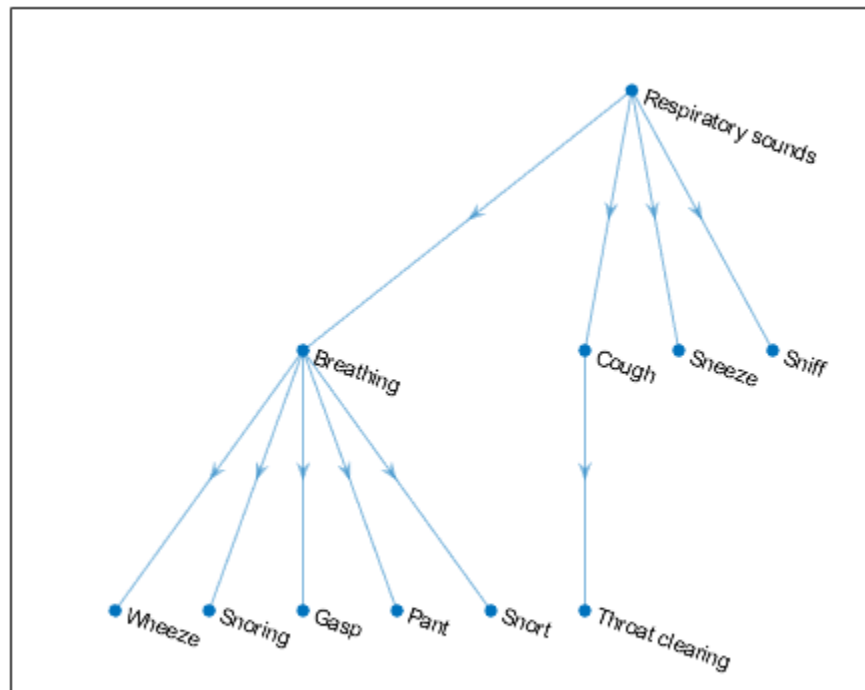 Respiratory sounds
Breathing
Cough
Sneeze
Sniff
Wheeze
Snoring
Gasp
Pant
Snort
Throat clearing